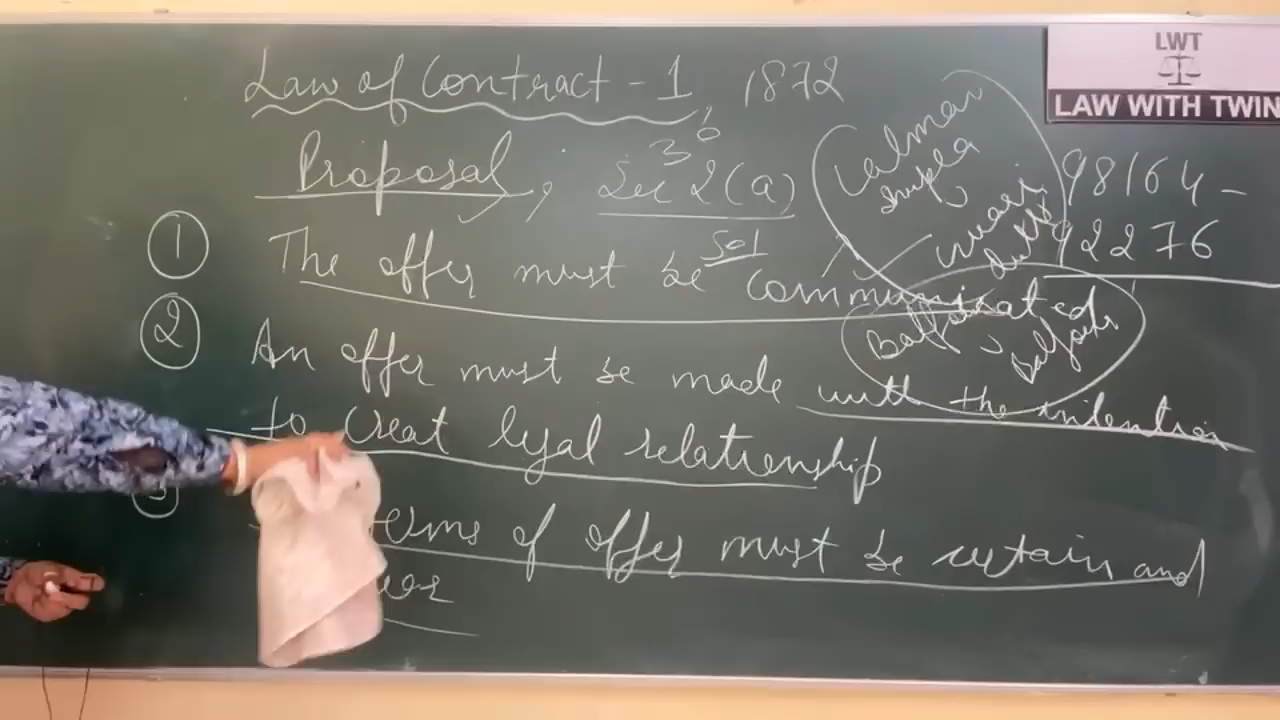 LWT
LAW WITH TWIN
Law of Contract - 1, 1872
Proposal, Sec 2(a)
36
98164-
92276
Lalman
shukla
Gauri
dutt
① The offer must be communicated
Sol
Balfour
Balfour
② An offer must be made with the intention
to creat legal relationship
3 terms of offer must be certain and